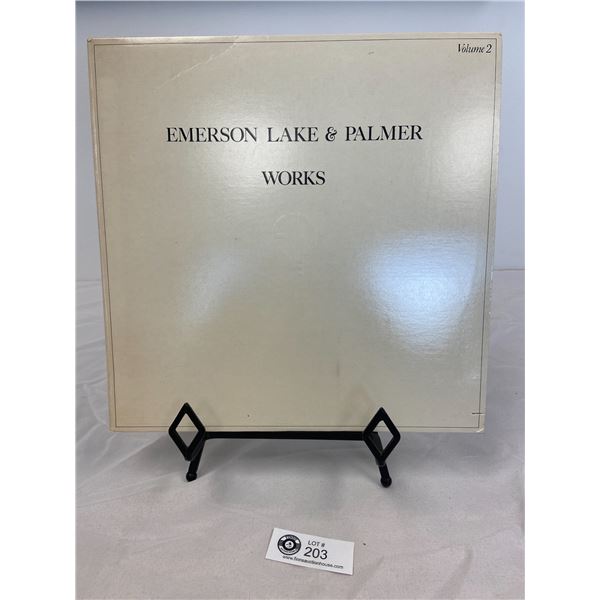 Volume 2
EMERSON LAKE & PALMER
WORKS
LOT #
203